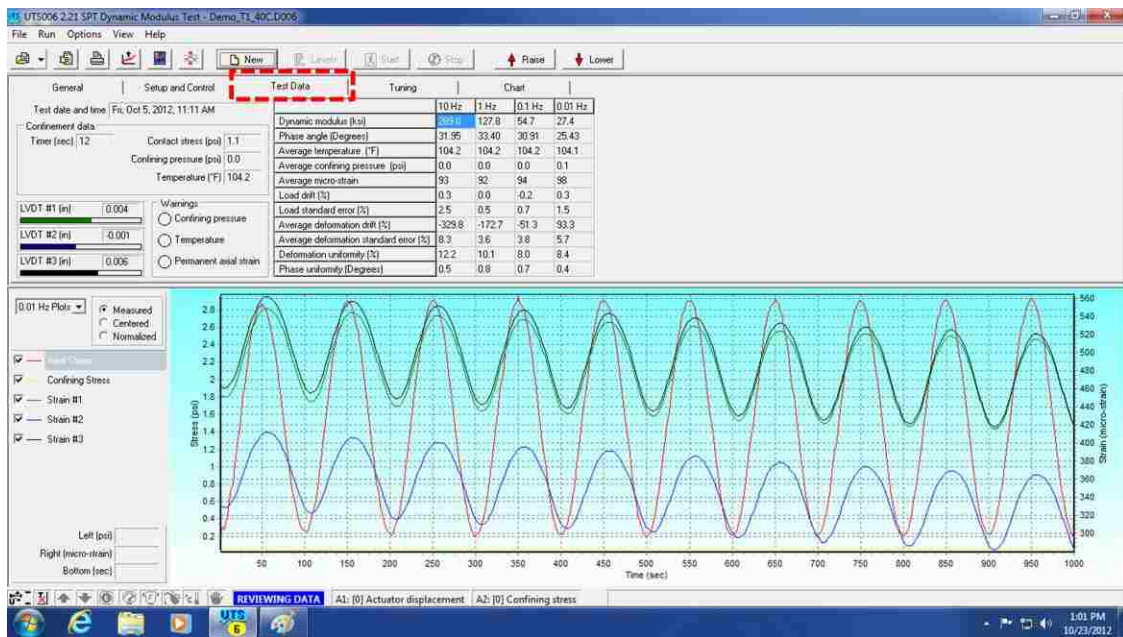 UTS006 2.21 SPT Dynamic Modulus Test - Demo_T1_40C.D006
File Run Options View Help
New Levels Start Stop Raise Lower
General Setup and Control Test Data Tuning Chart
Test date and time Fri, Oct 5, 2012, 11:11 AM
Confinement data
Timer (sec) 12 Contact stress (psi) 1.1
Confining pressure (psi) 0.0
Temperature (°F) 104.2
LVDT #1 (in) 0.004
LVDT #2 (in) -0.001
LVDT #3 (in) 0.006
Warnings
Confining pressure
Temperature
Permanent axial strain
10 Hz 1 Hz 0.1 Hz 0.01 Hz
Dynamic modulus (ksi) 289.0 127.8 54.7 27.4
Phase angle (Degrees) 31.95 33.40 30.91 25.43
Average temperature (°F) 104.2 104.2 104.2 104.1
Average confining pressure (psi) 0.0 0.0 0.0 0.1
Average micro-strain 93 92 94 98
Load drift (%) 0.3 0.0 -0.2 0.3
Load standard error (%) 2.5 0.5 0.7 1.5
Average deformation drift (%) -329.8 -172.7 -51.3 93.3
Average deformation standard error (%) 8.3 3.6 3.8 5.7
Deformation uniformity (%) 12.2 10.1 8.0 8.4
Phase uniformity (Degrees) 0.5 0.8 0.7 0.4
0.01 Hz Plots
Measured
Centered
Normalized
Axial Stress
Confining Stress
Strain #1
Strain #2
Strain #3
Left (psi)
Right (micro-strain)
Bottom (sec)
Stress (psi)
2.8
2.6
2.4
2.2
2
1.8
1.6
1.4
1.2
1
0.8
0.6
0.4
0.2
50 100 150 200 250 300 350 400 450 500 550 600 650 700 750 800 850 900 950 1000
Time (sec)
560
540
520
500
480
460
440
420
400
380
360
340
320
300
Strain (micro-strain)
REVIEWING DATA A1: [0] Actuator displacement A2: [0] Confining stress
UTS
6
1:01 PM
10/23/2012